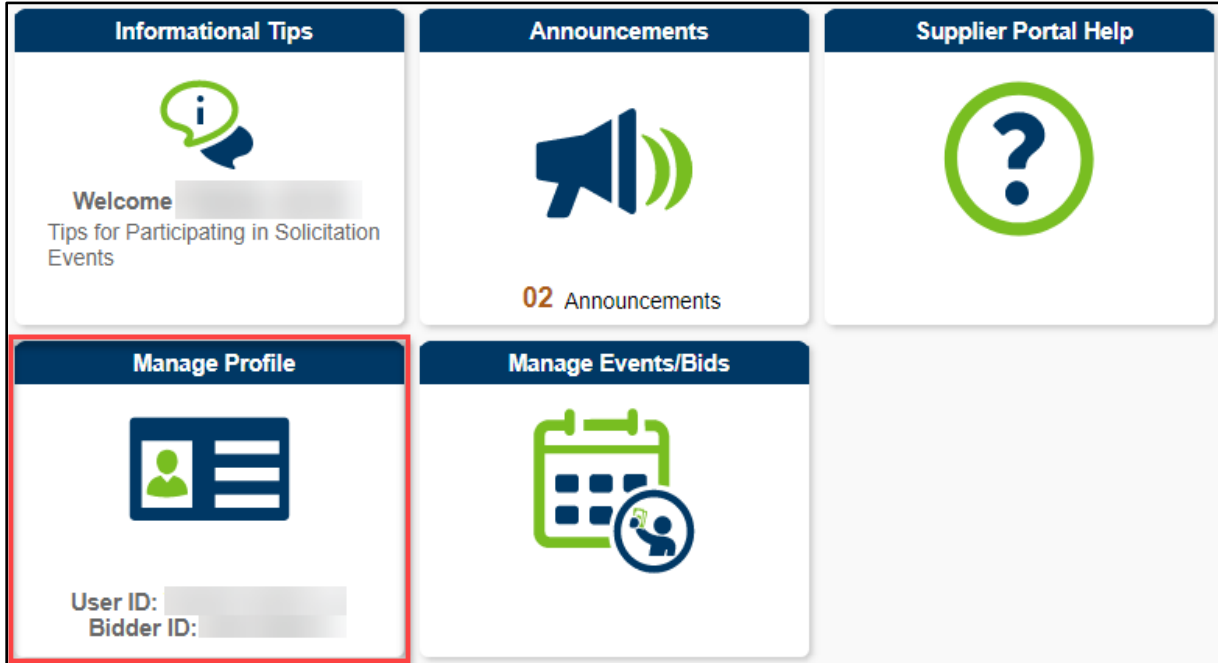 Informational Tips
i
Welcome
Tips for Participating in Solicitation
Events
Announcements
02 Announcements
Supplier Portal Help
?
Manage Profile
User ID:
Bidder ID:
Manage Events/Bids